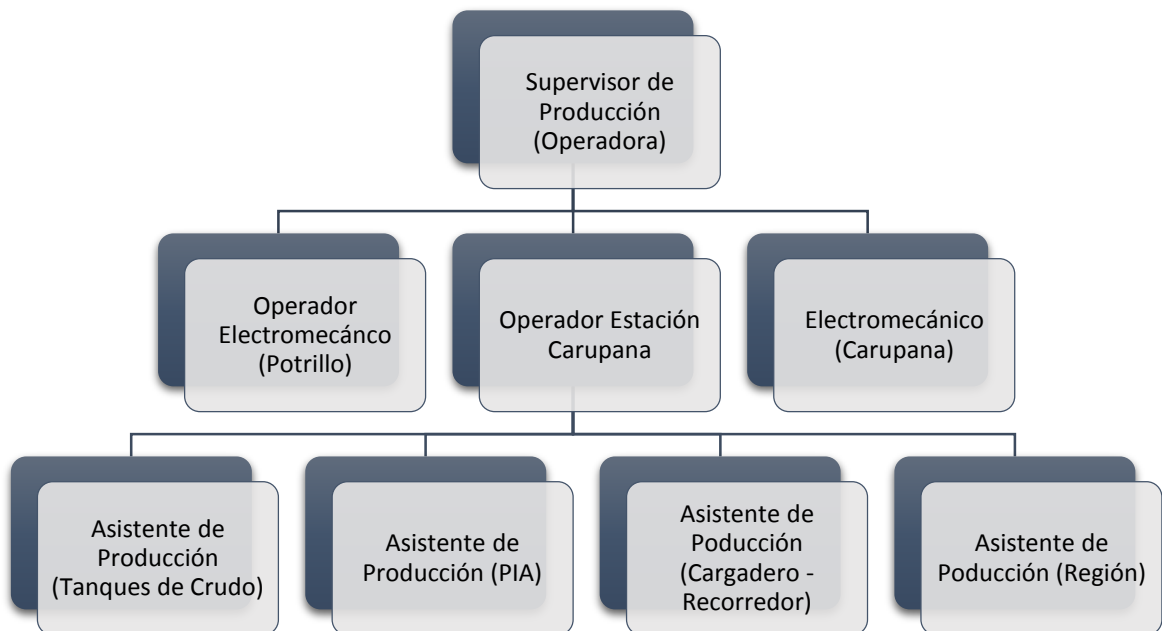 Supervisor de
Producción
(Operadora)
Operador
Electromecánco
(Potrillo)
Operador Estación
Carupana
Electromecánico
(Carupana)
Asistente de
Producción
(Tanques de Crudo)
Asistente de
Producción (PIA)
Asistente de
Poducción
(Cargadero -
Recorredor)
Asistente de
Poducción (Región)